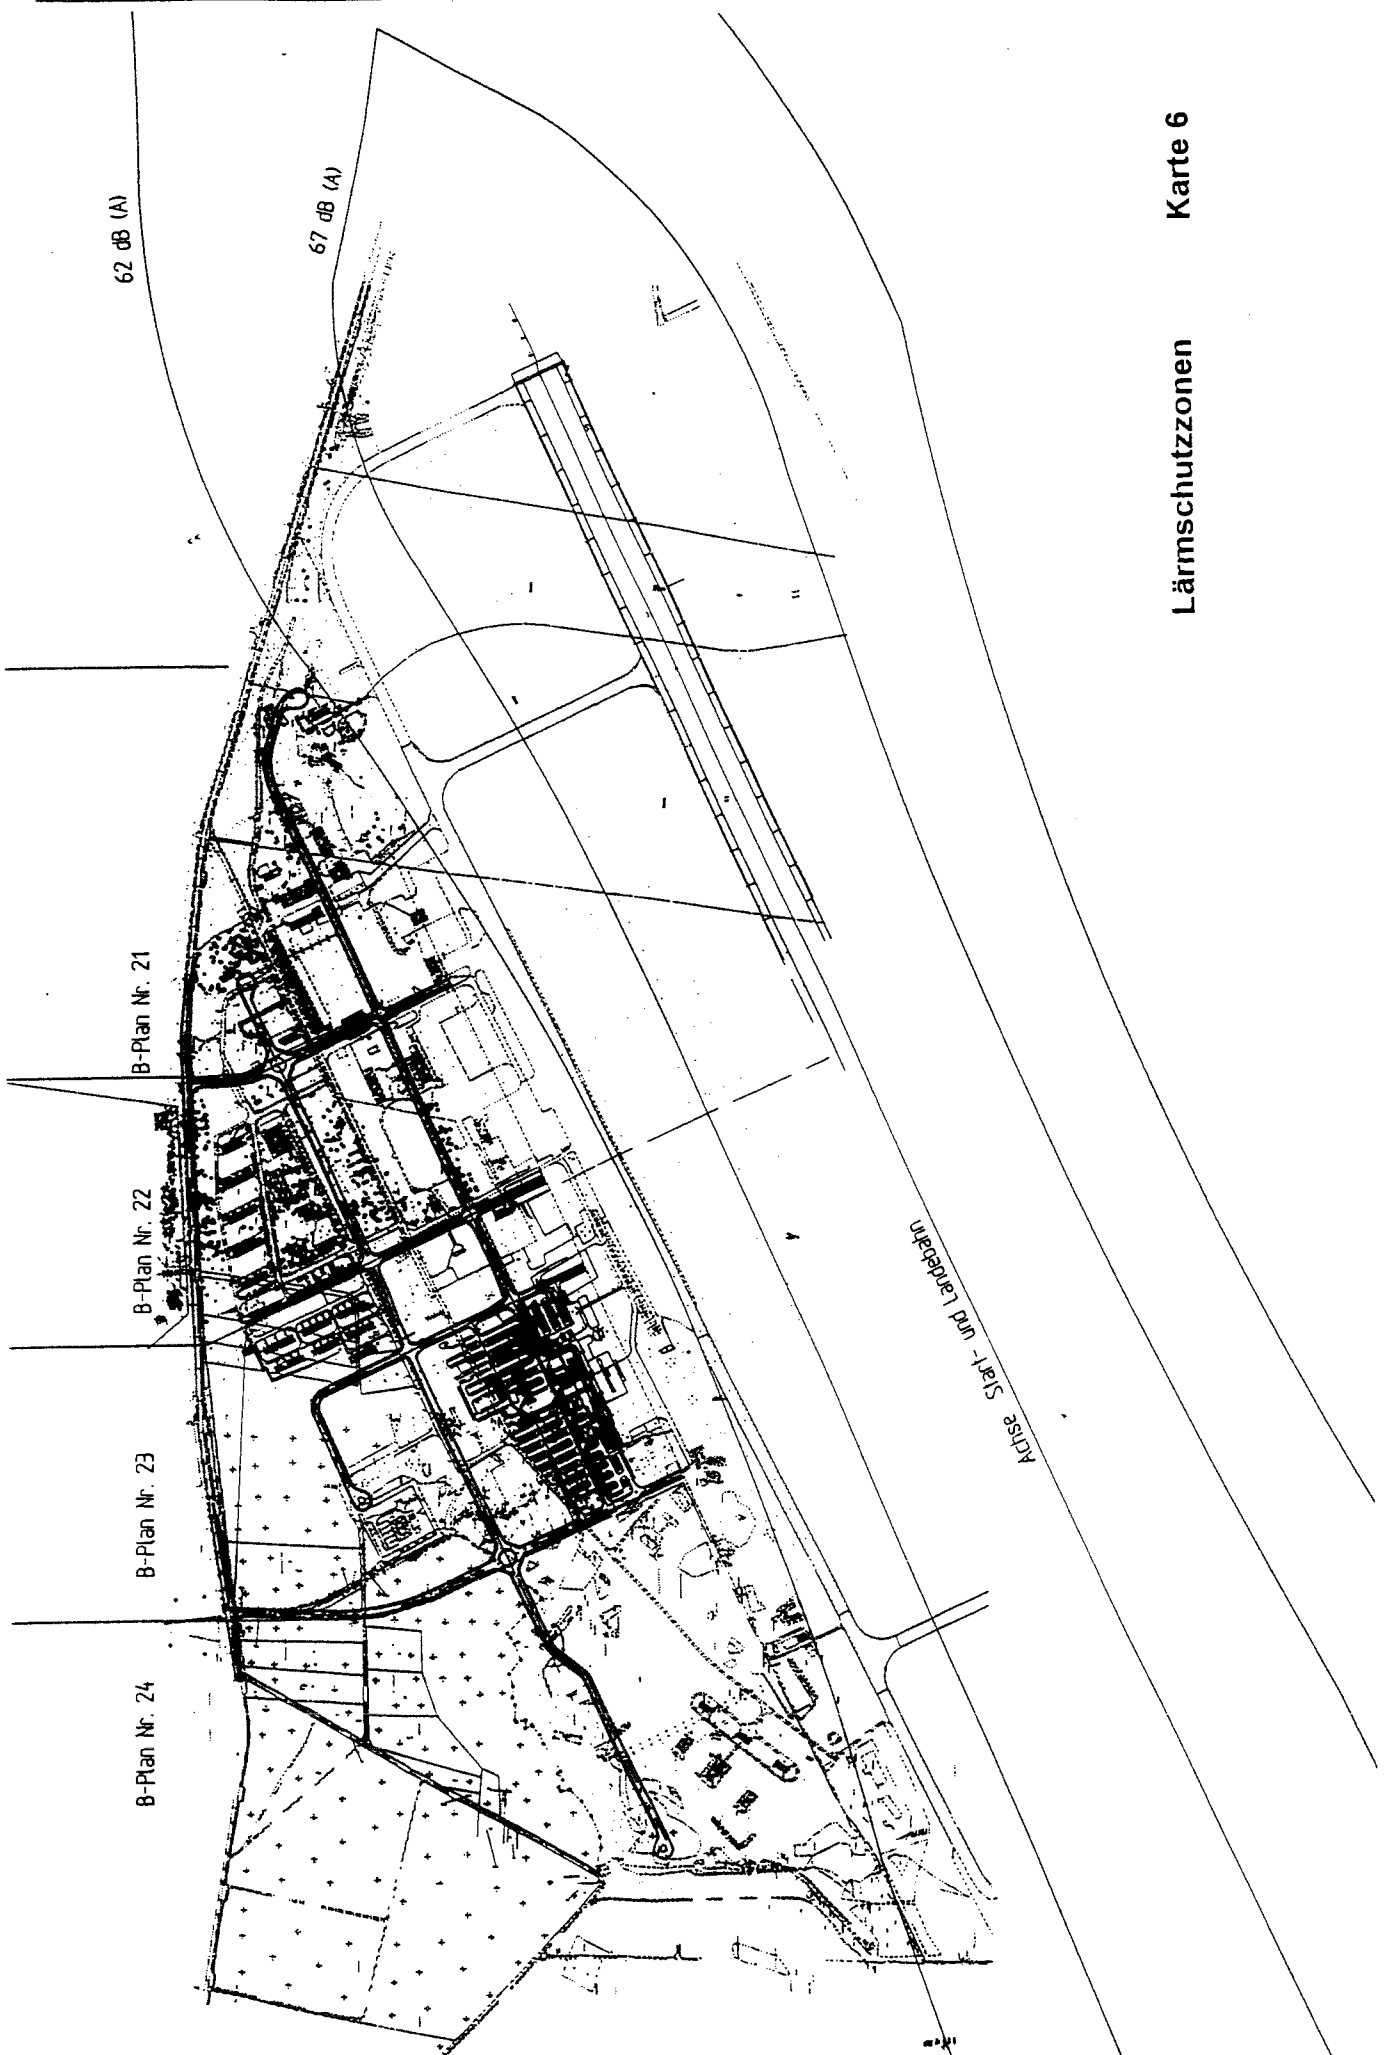 62 dB (A)
67 dB (A)
Karte 6
Lärmschutzzonen
B-Plan Nr. 21
B-Plan Nr. 22
B-Plan Nr. 23
B-Plan Nr. 24
Achse Start- und Landebahn